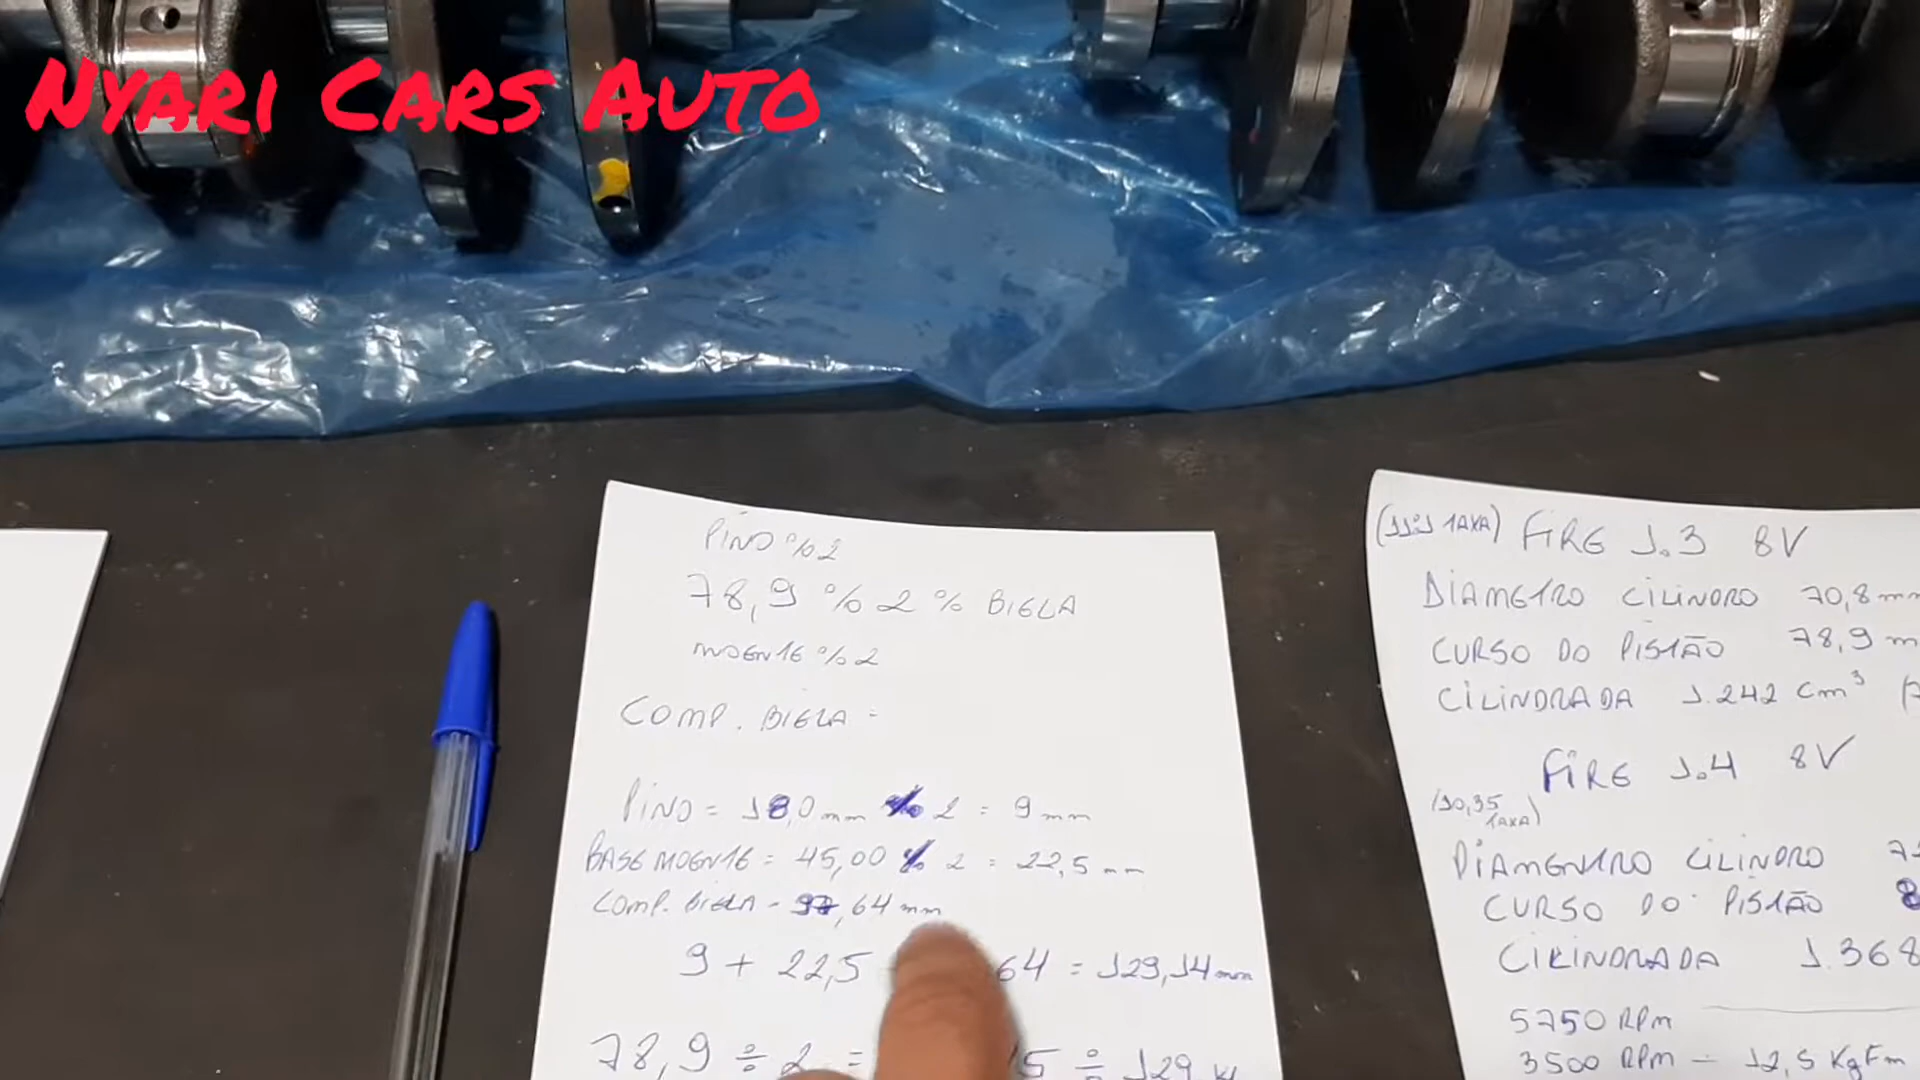 Nyari Cars Auto
PINO % 2
78,9 % 2 % BIELA
MOENTE % 2
COMP. BIELA =
PINO = 18,0 mm % 2 = 9 mm
BASE MOENTE = 45,00 % 2 = 22,5 mm
COMP. BIELA - 97,64 mm
9 + 22,5 64 = 129,14 mm
78,9 ÷ 2 = 5 ÷ 129
(11:1 TAXA) FIRE 1.3 8V
DIAMETRO CILINDRO 70,8 mm
CURSO DO PISTÃO 78,9 m
CILINDRADA 1.242 Cm³
FIRE 1.4 8V
(10,35 TAXA)
DIAMENTRO CILINDRO
CURSO DO PISTÃO
CILINDRADA 1.368
5750 RPM
3500 RPM - 12,5 KgFm